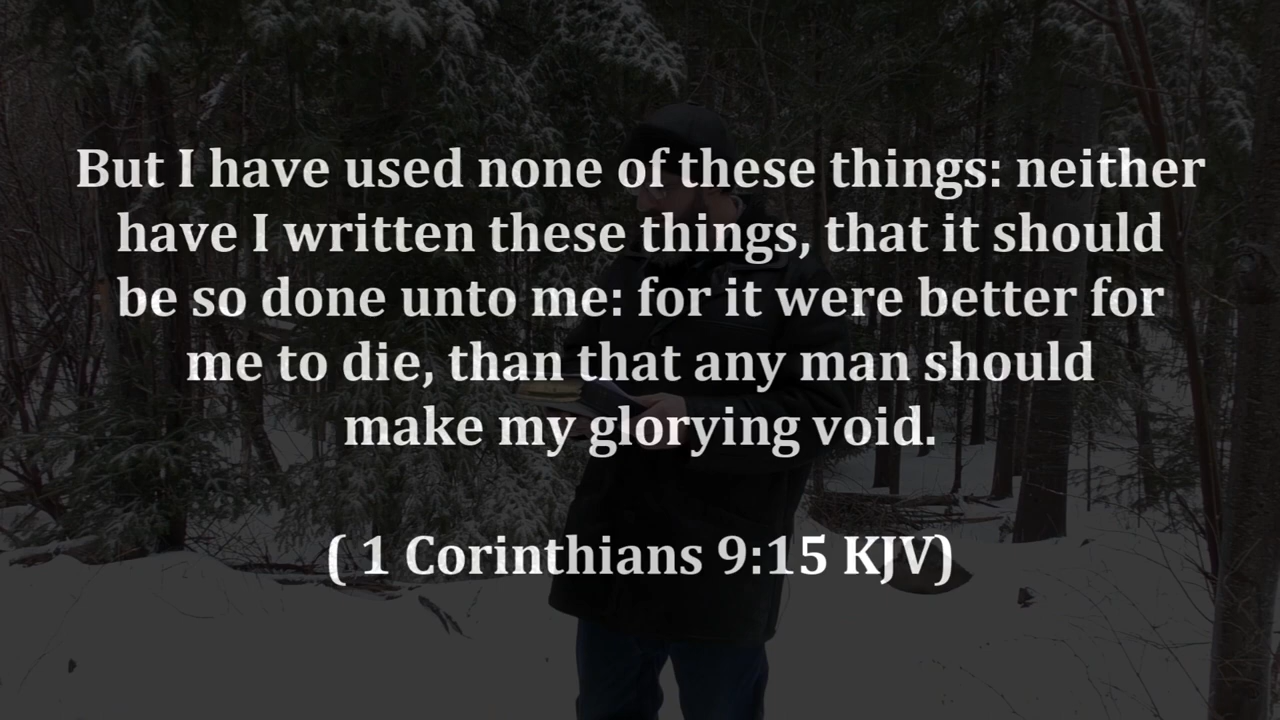 But I have used none of these things: neither
have I written these things, that it should
be so done unto me: for it were better for
me to die, than that any man should
make my glorying void.
( 1 Corinthians 9:15 KJV)